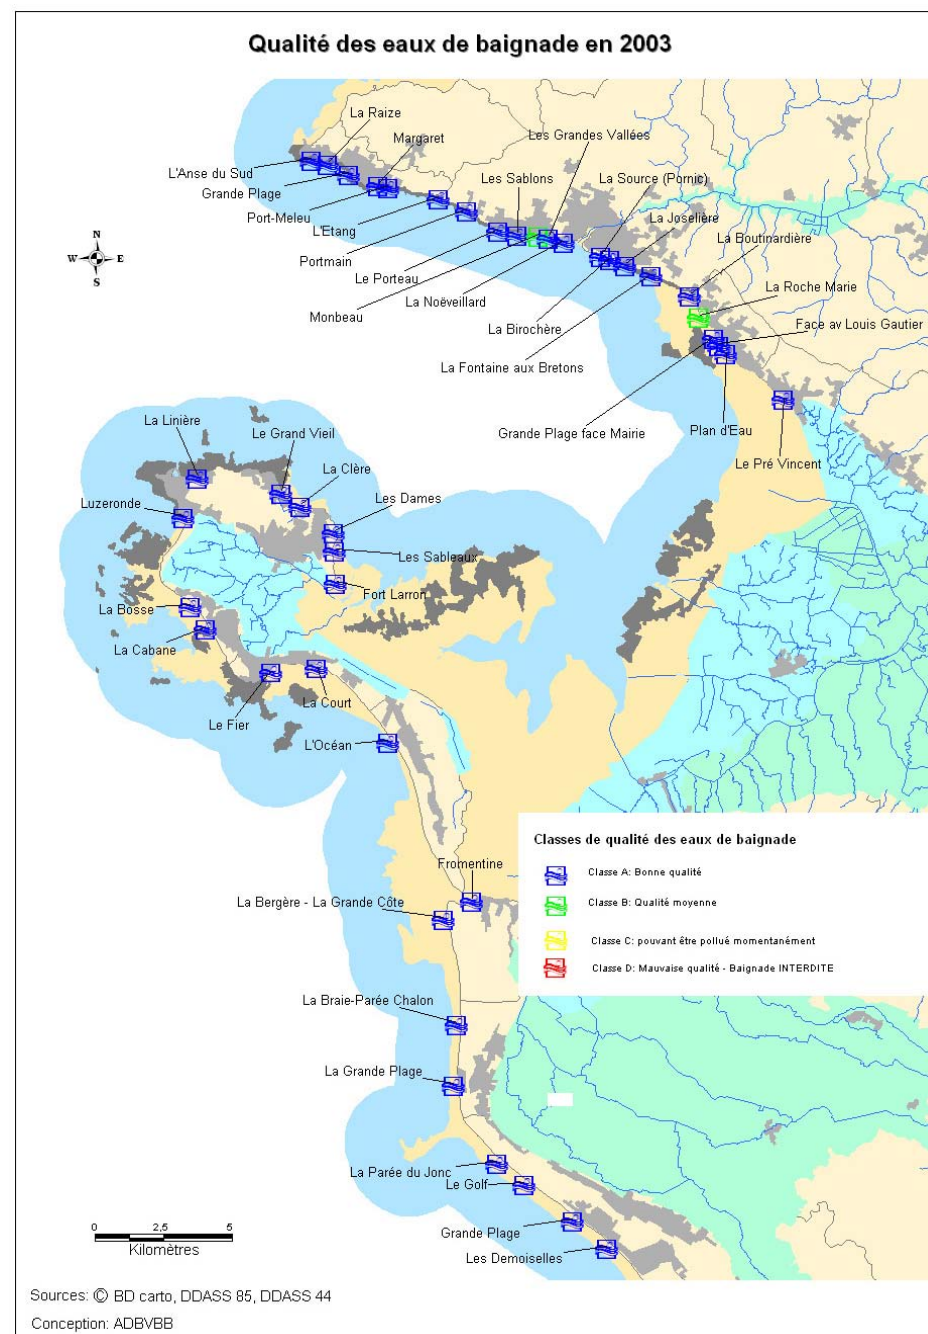 Qualité des eaux de baignade en 2003
La Raize
Margaret
Les Grandes Vallées
L'Anse du Sud
Grande Plage
Les Sablons
La Source (Pornic)
Port-Meleu
La Joselière
L'Etang
La Boutinardière
Portmain
Le Porteau
La Roche Marie
La Noëveillard
Monbeau
La Birochère
Face av Louis Gautier
La Fontaine aux Bretons
Grande Plage face Mairie
Plan d'Eau
Le Pré Vincent
N
W
E
S
La Linière
Le Grand Vieil
La Clère
Luzeronde
Les Dames
Les Sableaux
Fort Larron
La Bosse
La Cabane
La Court
Le Fier
L'Océan
Classes de qualité des eaux de baignade
Classe A: Bonne qualité
Classe B: Qualité moyenne
Classe C: pouvant être pollué momentanément
Classe D: Mauvaise qualité - Baignade INTERDITE
Fromentine
La Bergère - La Grande Côte
La Braie-Parée Chalon
La Grande Plage
La Parée du Jonc
Le Golf
Grande Plage
Les Demoiselles
0 2,5 5
Kilomètres
Sources: © BD carto, DDASS 85, DDASS 44
Conception: ADBVBB